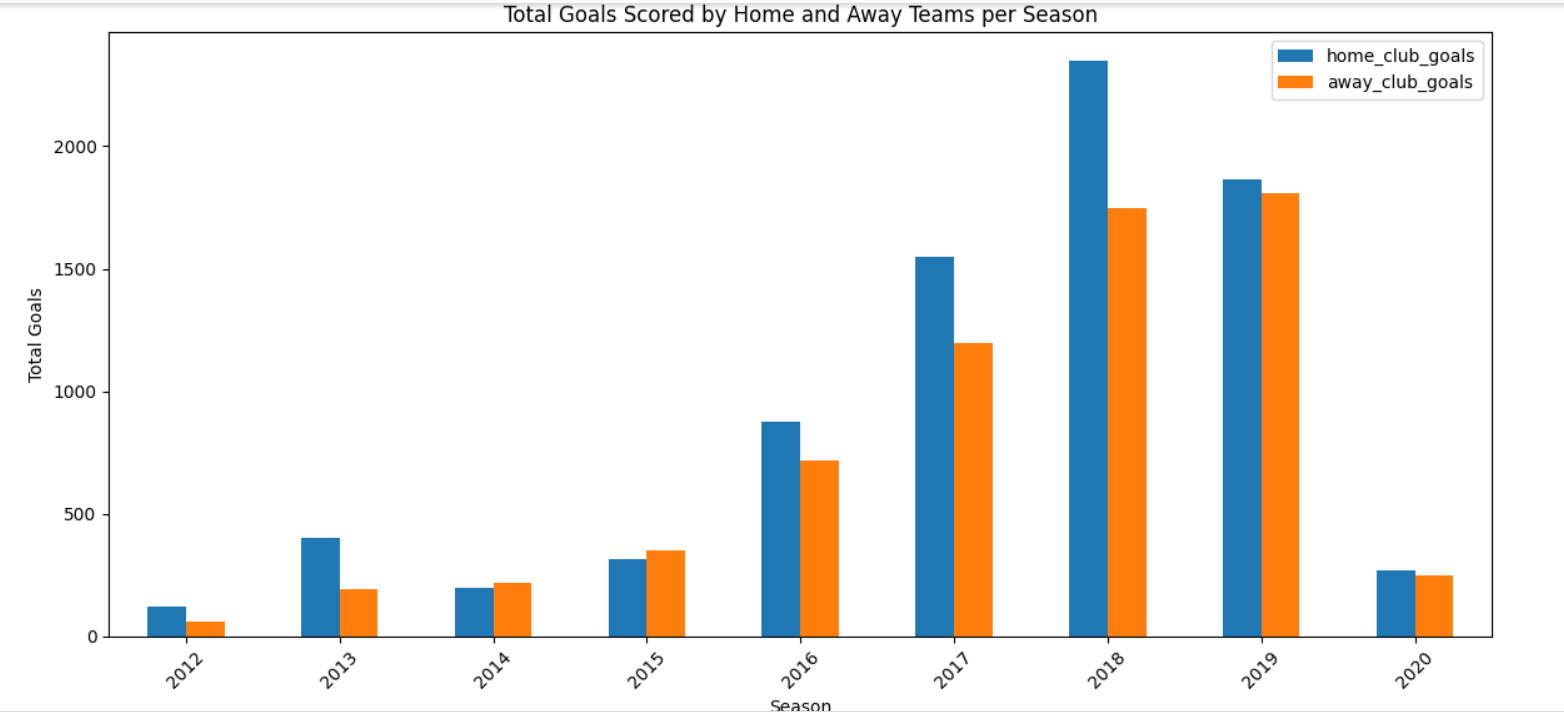 Total Goals Scored by Home and Away Teams per Season
home_club_goals
away_club_goals
Total Goals
2000
1500
1000
500
0
2012 2013 2014 2015 2016 2017 2018 2019 2020
Season